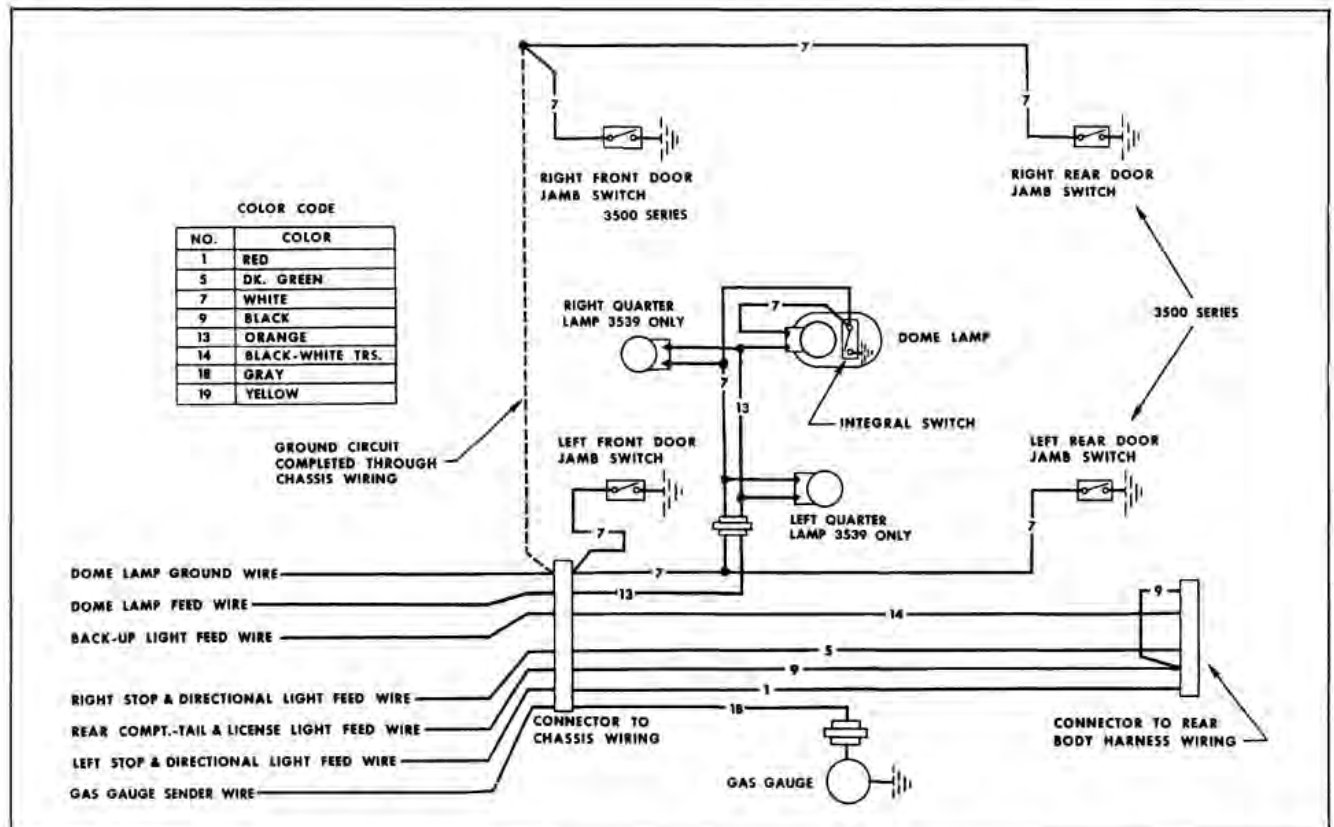 7
7
7
RIGHT FRONT DOOR
JAMB SWITCH
3500 SERIES
RIGHT REAR DOOR
JAMB SWITCH
COLOR CODE
NO. COLOR
1 RED
5 DK. GREEN
7 WHITE
9 BLACK
13 ORANGE
14 BLACK-WHITE TRS.
18 GRAY
19 YELLOW
RIGHT QUARTER
LAMP 3539 ONLY
7
DOME LAMP
3500 SERIES
7
13
INTEGRAL SWITCH
GROUND CIRCUIT
COMPLETED THROUGH
CHASSIS WIRING
LEFT FRONT DOOR
JAMB SWITCH
LEFT REAR DOOR
JAMB SWITCH
LEFT QUARTER
LAMP 3539 ONLY
7
7
DOME LAMP GROUND WIRE
7
DOME LAMP FEED WIRE
13
9
BACK-UP LIGHT FEED WIRE
14
5
RIGHT STOP & DIRECTIONAL LIGHT FEED WIRE
9
REAR COMPT.-TAIL & LICENSE LIGHT FEED WIRE
1
LEFT STOP & DIRECTIONAL LIGHT FEED WIRE
18
GAS GAUGE SENDER WIRE
CONNECTOR TO
CHASSIS WIRING
GAS GAUGE
CONNECTOR TO REAR
BODY HARNESS WIRING